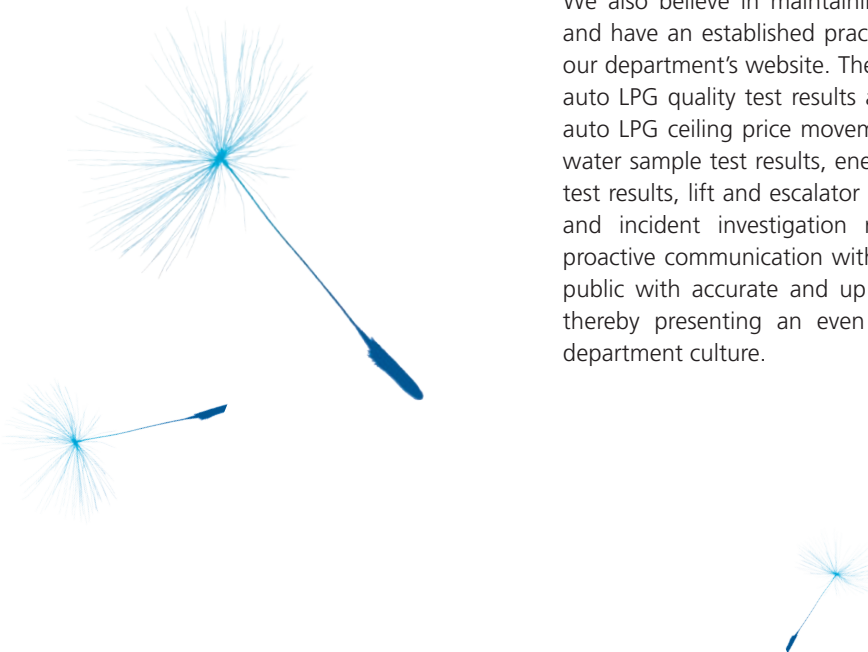 We also believe in maintaini
and have an established prac
our department's website. The
auto LPG quality test results a
auto LPG ceiling price movem
water sample test results, ene
test results, lift and escalator
and incident investigation r
proactive communication with
public with accurate and up
thereby presenting an even
department culture.